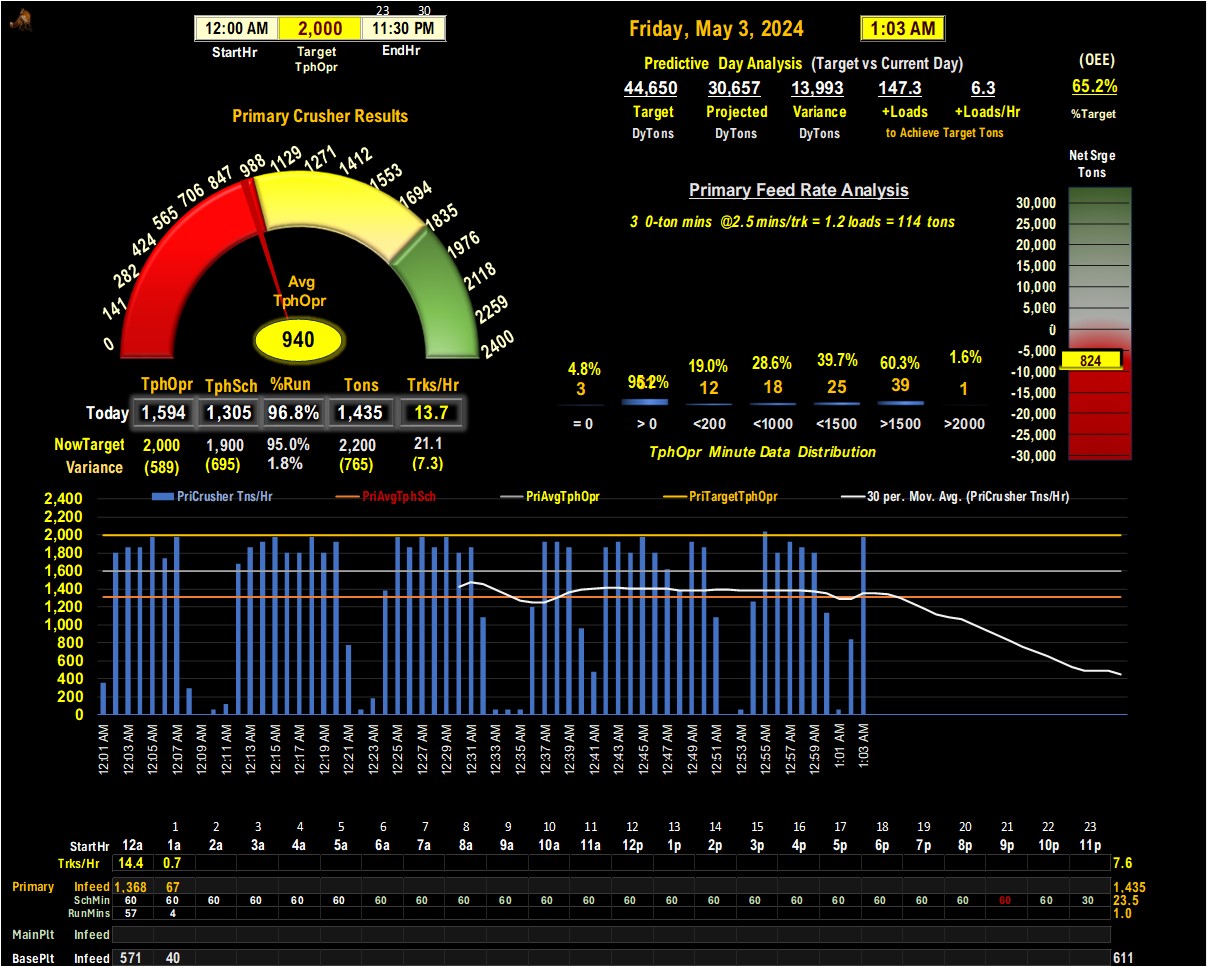 23 30
12:00 AM 2,000 11:30 PM
StartHr Target EndHr
TphOpr
Friday, May 3, 2024 1:03 AM
Predictive Day Analysis (Target vs Current Day)
44,650 30,657 13,993 147.3 6.3
Target Projected Variance +Loads +Loads/Hr
DyTons DyTons DyTons to Achieve Target Tons
(OEE)
65.2%
%Target
Primary Crusher Results
0 141 282 424 565 706 847 988 1129 1271 1412 1553 1694 1835 1976 2118 2259 2400
Avg
TphOpr
940
Primary Feed Rate Analysis
3 0-ton mins @2.5 mins/trk = 1.2 loads = 114 tons
Net Srge
Tons
30,000
25,000
20,000
15,000
10,000
5,000
0
-5,000
824
-10,000
-15,000
-20,000
-25,000
-30,000
4.8% 95.2% 19.0% 28.6% 39.7% 60.3% 1.6%
3 12 18 25 39 1
= 0 > 0 <200 <1000 <1500 >1500 >2000
TphOpr Minute Data Distribution
TphOpr TphSch %Run Tons Trks/Hr
Today 1,594 1,305 96.8% 1,435 13.7
NowTarget 2,000 1,900 95.0% 2,200 21.1
Variance (589) (695) 1.8% (765) (7.3)
PriCrusher Tns/Hr PriAvgTphSch PriAvgTphOpr PriTargetTphOpr 30 per. Mov. Avg. (PriCrusher Tns/Hr)
2,400
2,200
2,000
1,800
1,600
1,400
1,200
1,000
800
600
400
200
0
12:01 AM 12:03 AM 12:05 AM 12:07 AM 12:09 AM 12:11 AM 12:13 AM 12:15 AM 12:17 AM 12:19 AM 12:21 AM 12:23 AM 12:25 AM 12:27 AM 12:29 AM 12:31 AM 12:33 AM 12:35 AM 12:37 AM 12:39 AM 12:41 AM 12:43 AM 12:45 AM 12:47 AM 12:49 AM 12:51 AM 12:53 AM 12:55 AM 12:57 AM 12:59 AM 1:01 AM 1:03 AM
1 2 3 4 5 6 7 8 9 10 11 12 13 14 15 16 17 18 19 20 21 22 23
StartHr 12a 1a 2a 3a 4a 5a 6a 7a 8a 9a 10a 11a 12p 1p 2p 3p 4p 5p 6p 7p 8p 9p 10p 11p
Trks/Hr 14.4 0.7 7.6
Primary Infeed 1,368 67 1,435
SchMin 60 60 60 60 60 60 60 60 60 60 60 60 60 60 60 60 60 60 60 60 60 60 60 30 23.5
RunMins 57 4 1.0
MainPlt Infeed
BasePlt Infeed 571 40 611